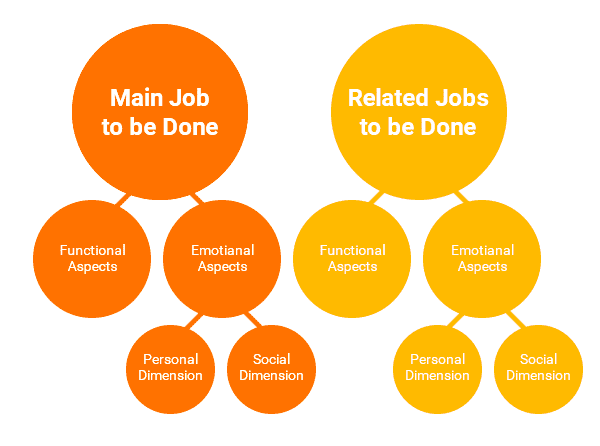 Main Job
to be Done
Related Jobs
to be Done
Functional
Aspects
Emotianal
Aspects
Functional
Aspects
Emotianal
Aspects
Personal
Dimension
Social
Dimension
Personal
Dimension
Social
Dimension